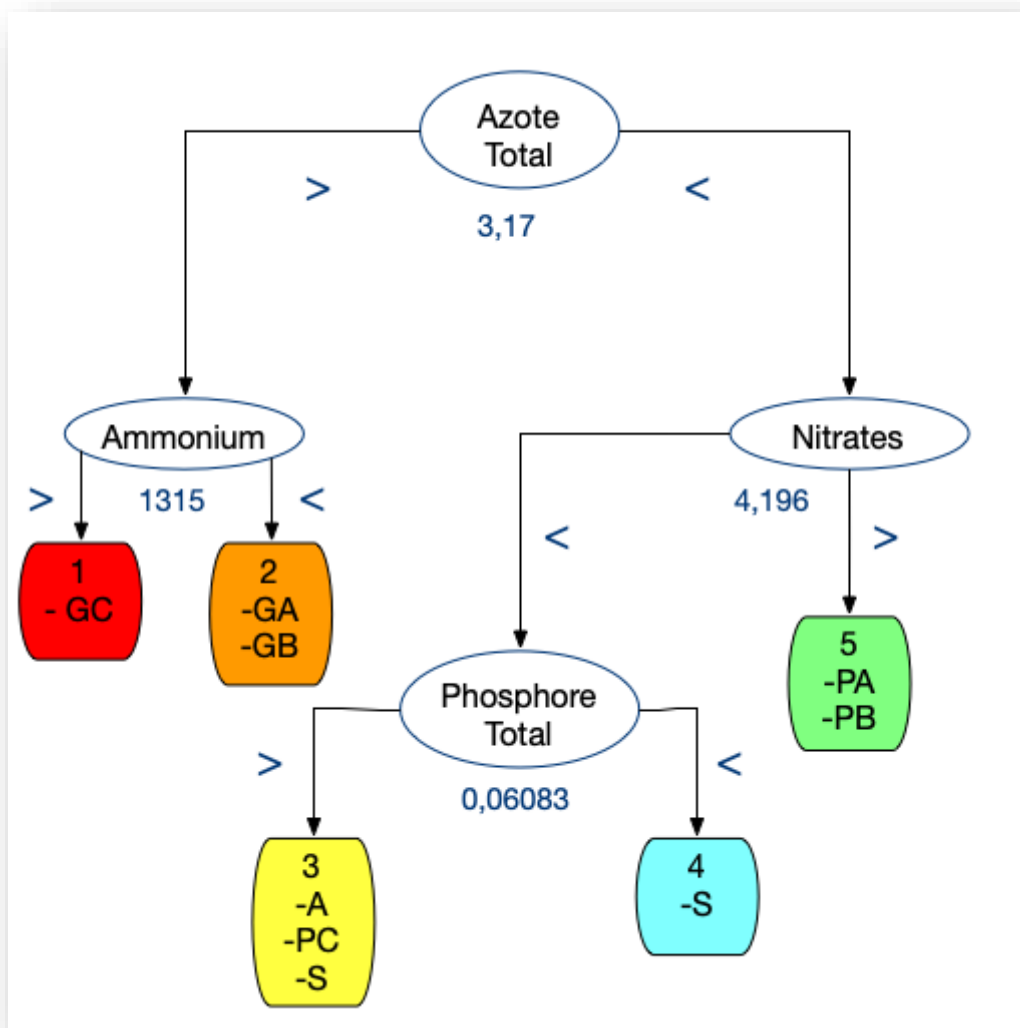 Azote
Total
>
<
3,17
Ammonium
Nitrates
>
1315
<
4,196
<
>
1
- GC
2
-GA
-GB
5
-PA
-PB
Phosphore
Total
>
<
0,06083
3
-A
-PC
-S
4
-S